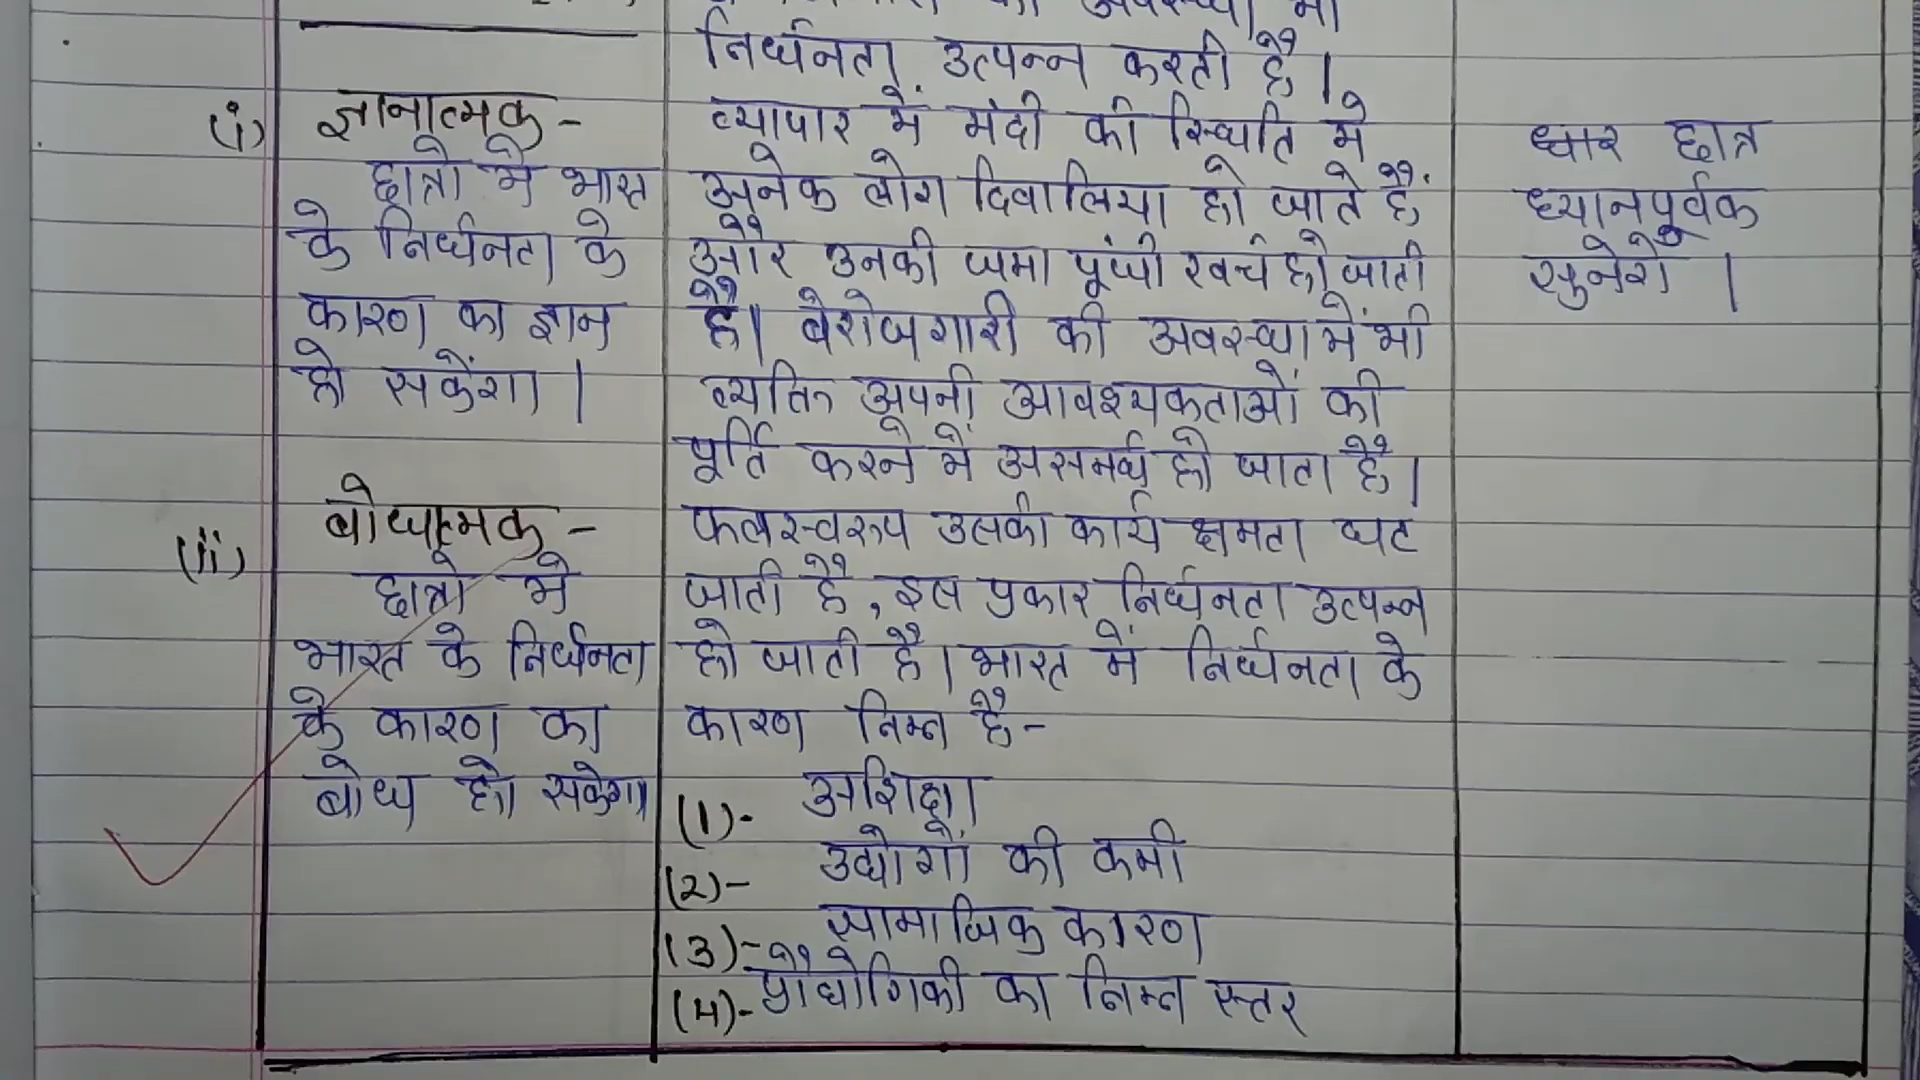 निर्धनता उत्पन्न करती है।
(i) ज्ञानात्मक -
छात्रो मे भारत
के निर्धनता के
कारण का ज्ञान
हो सकेंगा।
(ii) बोधात्मक -
छात्रो मे
भारत के निर्धनता
के कारण का
बोध हो सकेगा।
व्यापार में मंदी की स्थिति मे
अनेक लोग दिवालिया हो जाते हैं
और उनकी जमा पूंजी खर्च हो जाती
है। बेरोजगारी की अवस्था में भी
व्यक्ति अपनी आवश्यकताओं की
पूर्ति करने में असमर्थ हो जाता है।
फलस्वरुप उसकी कार्य क्षमता घट
जाती है, इस प्रकार निर्धनता उत्पन्न
हो जाती है। भारत में निर्धनता के
कारण निम्न है-
(1)- अशिक्षा
(2)- उद्योगों की कमी
(3)- सामाजिक कारण
(4)- प्रौद्योगिकी का निम्न स्तर
छात्र
ध्यानपूर्वक
सुनेगे।